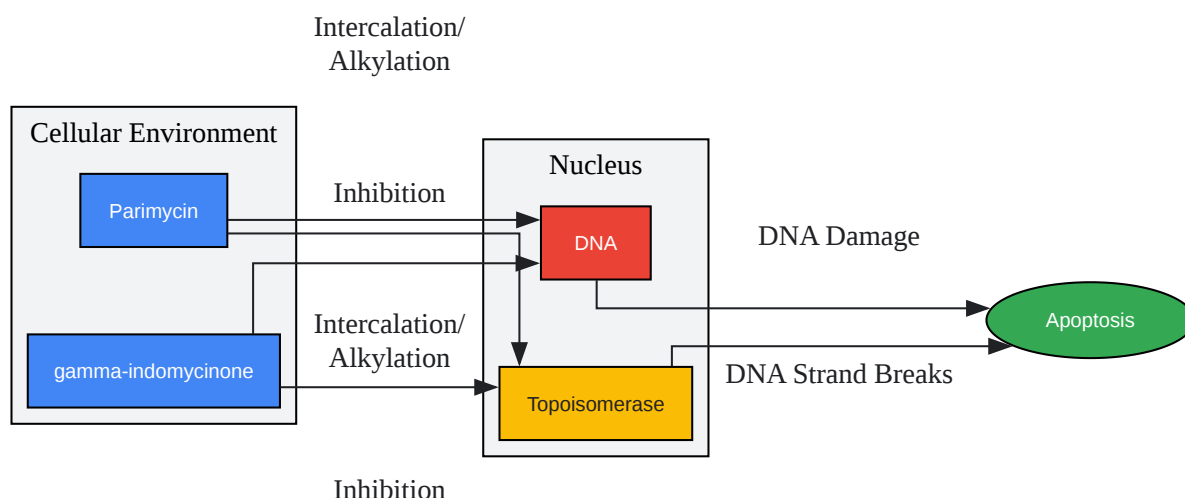 Intercalation/
Alkylation
Cellular Environment
Nucleus
Parimycin
Inhibition
DNA
DNA Damage
Intercalation/
Alkylation
Apoptosis
gamma-indomycinone
DNA Strand Breaks
Topoisomerase
Inhibition